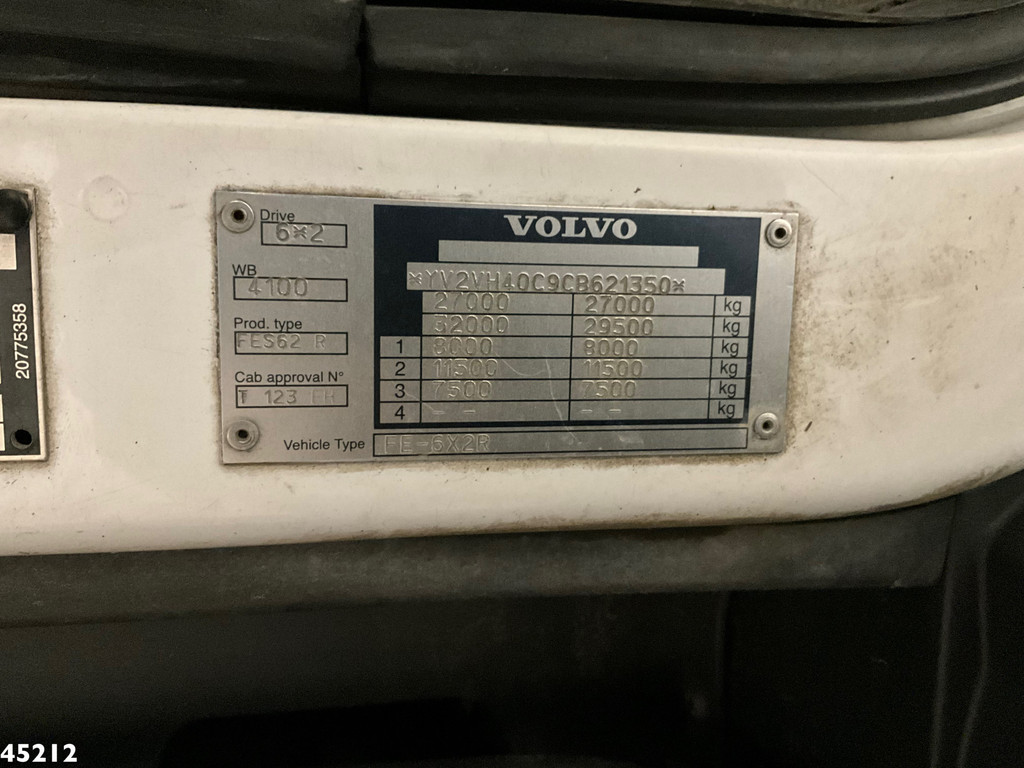 VOLVO
Drive
6*2
*YV2VH40C9CB621350*
WB
4100
27000 27000 kg
52000 29500 kg
Prod. type
FES62 R
1 8000 8000 kg
2 11500 11500 kg
Cab approval N°
T 123 EH
3 7500 7500 kg
4 -- -- kg
Vehicle Type FE-6X2R
20775358
45212